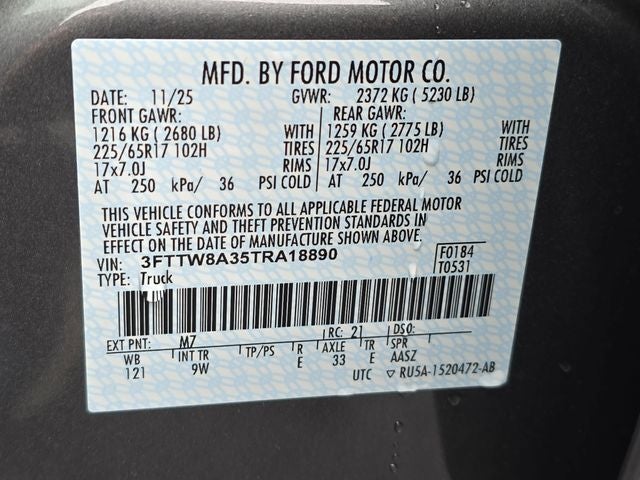 MFD. BY FORD MOTOR CO.
DATE: 11/25 GVWR: 2372 KG ( 5230 LB)
FRONT GAWR: REAR GAWR:
1216 KG ( 2680 LB) WITH 1259 KG ( 2775 LB) WITH
225/65R17 102H TIRES 225/65R17 102H TIRES
17x7.0J RIMS 17x7.0J RIMS
AT 250 kPa/ 36 PSI COLD AT 250 kPa/ 36 PSI COLD
THIS VEHICLE CONFORMS TO ALL APPLICABLE FEDERAL MOTOR
VEHICLE SAFETY AND THEFT PREVENTION STANDARDS IN
EFFECT ON THE DATE OF MANUFACTURE SHOWN ABOVE.
VIN: 3FTTW8A35TRA18890 F0184
TYPE: Truck T0531
EXT PNT: M7 RC: 21 DSO:
WB INT TR TP/PS R AXLE TR SPR
121 9W E 33 E AASZ
UTC ▽ RU5A-1520472-AB